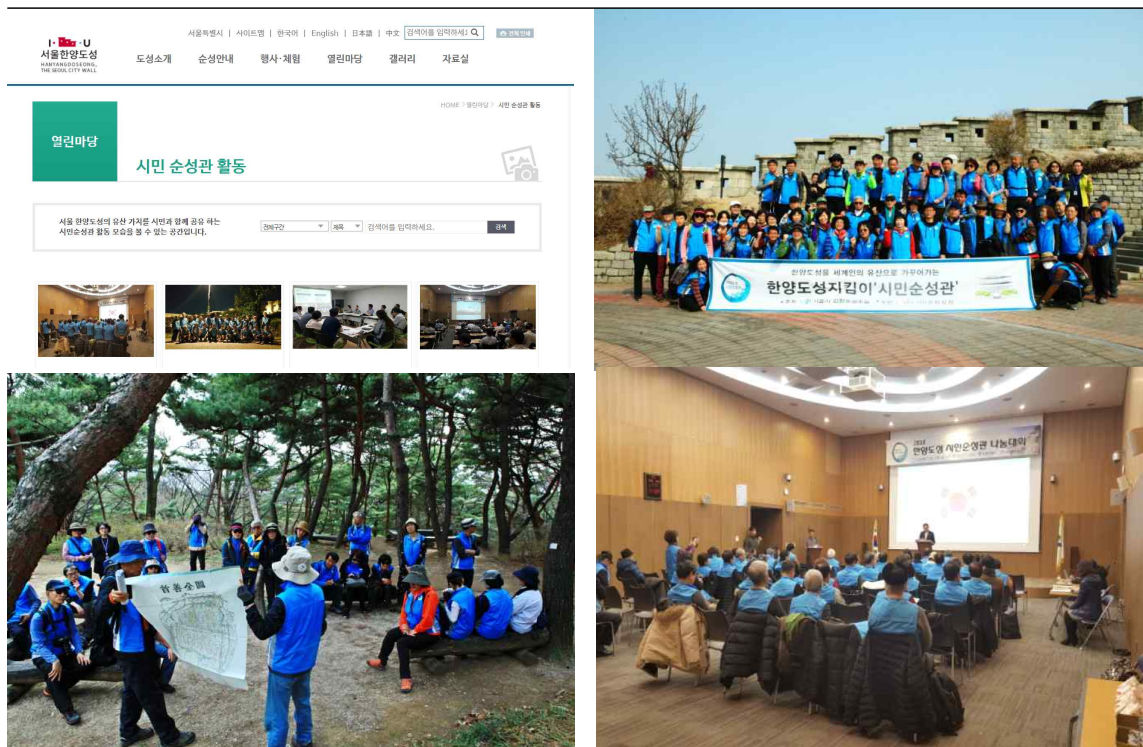 서울특별시 | 사이트맵 | 한국어 | English | 日本語 | 中文 검색어를 입력하세요
I·SEOUL·U
서울한양도성
HANYANGDOSEONG,
THE SEOUL CITY WALL
도성소개 순성안내 행사·체험 열린마당 갤러리 자료실
HOME > 열린마당 > 시민 순성관 활동
열린마당
시민 순성관 활동
서울 한양도성의 유산 가치를 시민과 함께 공유 하는
시민순성관 활동 모습을 볼 수 있는 공간입니다.
전체구간 제목 검색어를 입력하세요. 검색
한양도성을 세계인의 유산으로 가꾸어가는
한양도성지킴이'시민순성관'
한양도성 시민순성관 나눔대회